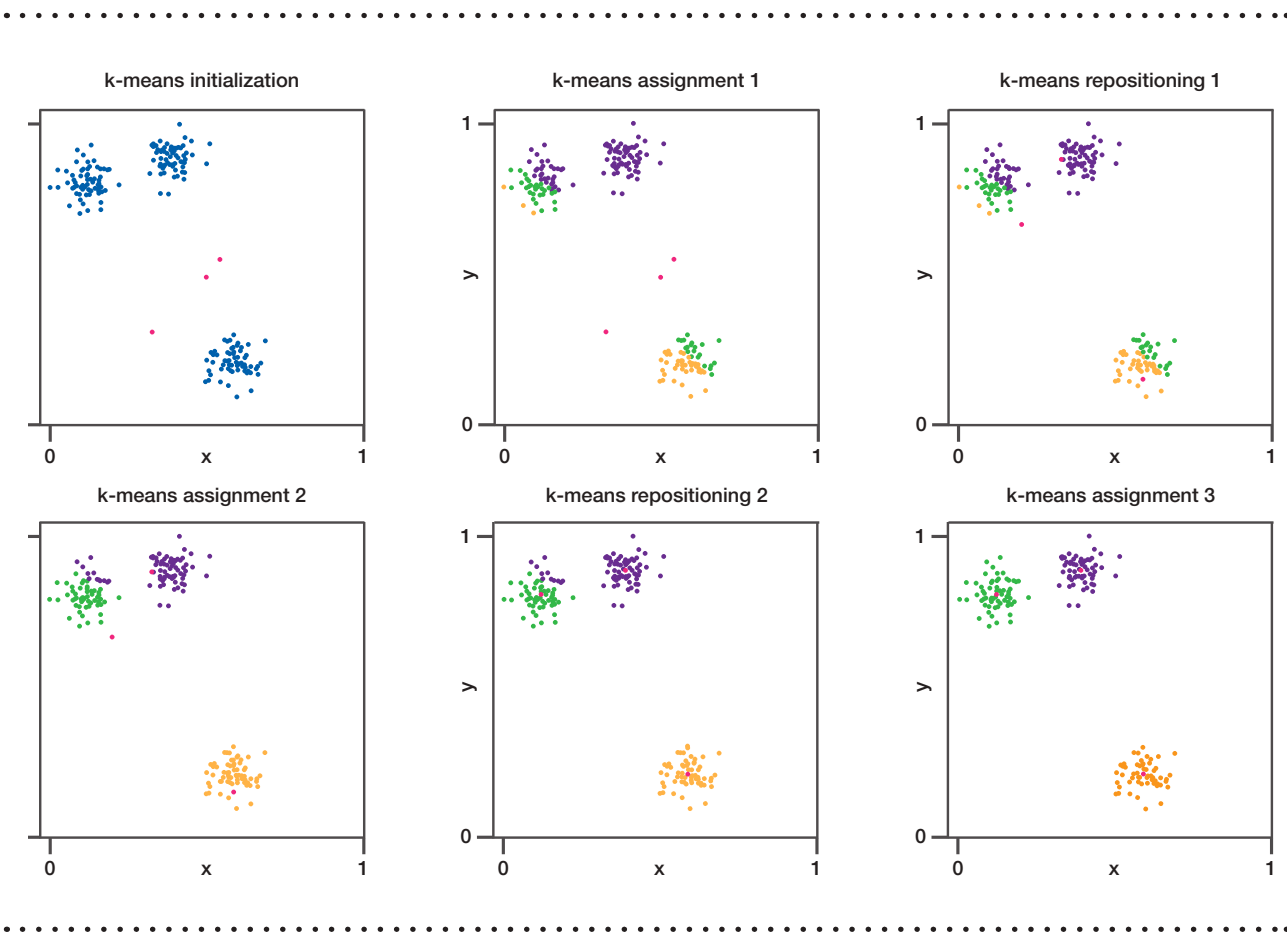 k-means initialization
0
x
1
k-means assignment 1
1
y
0
0
x
1
k-means repositioning 1
1
y
0
0
x
1
k-means assignment 2
0
x
1
k-means repositioning 2
1
y
0
0
x
1
k-means assignment 3
1
y
0
0
x
1